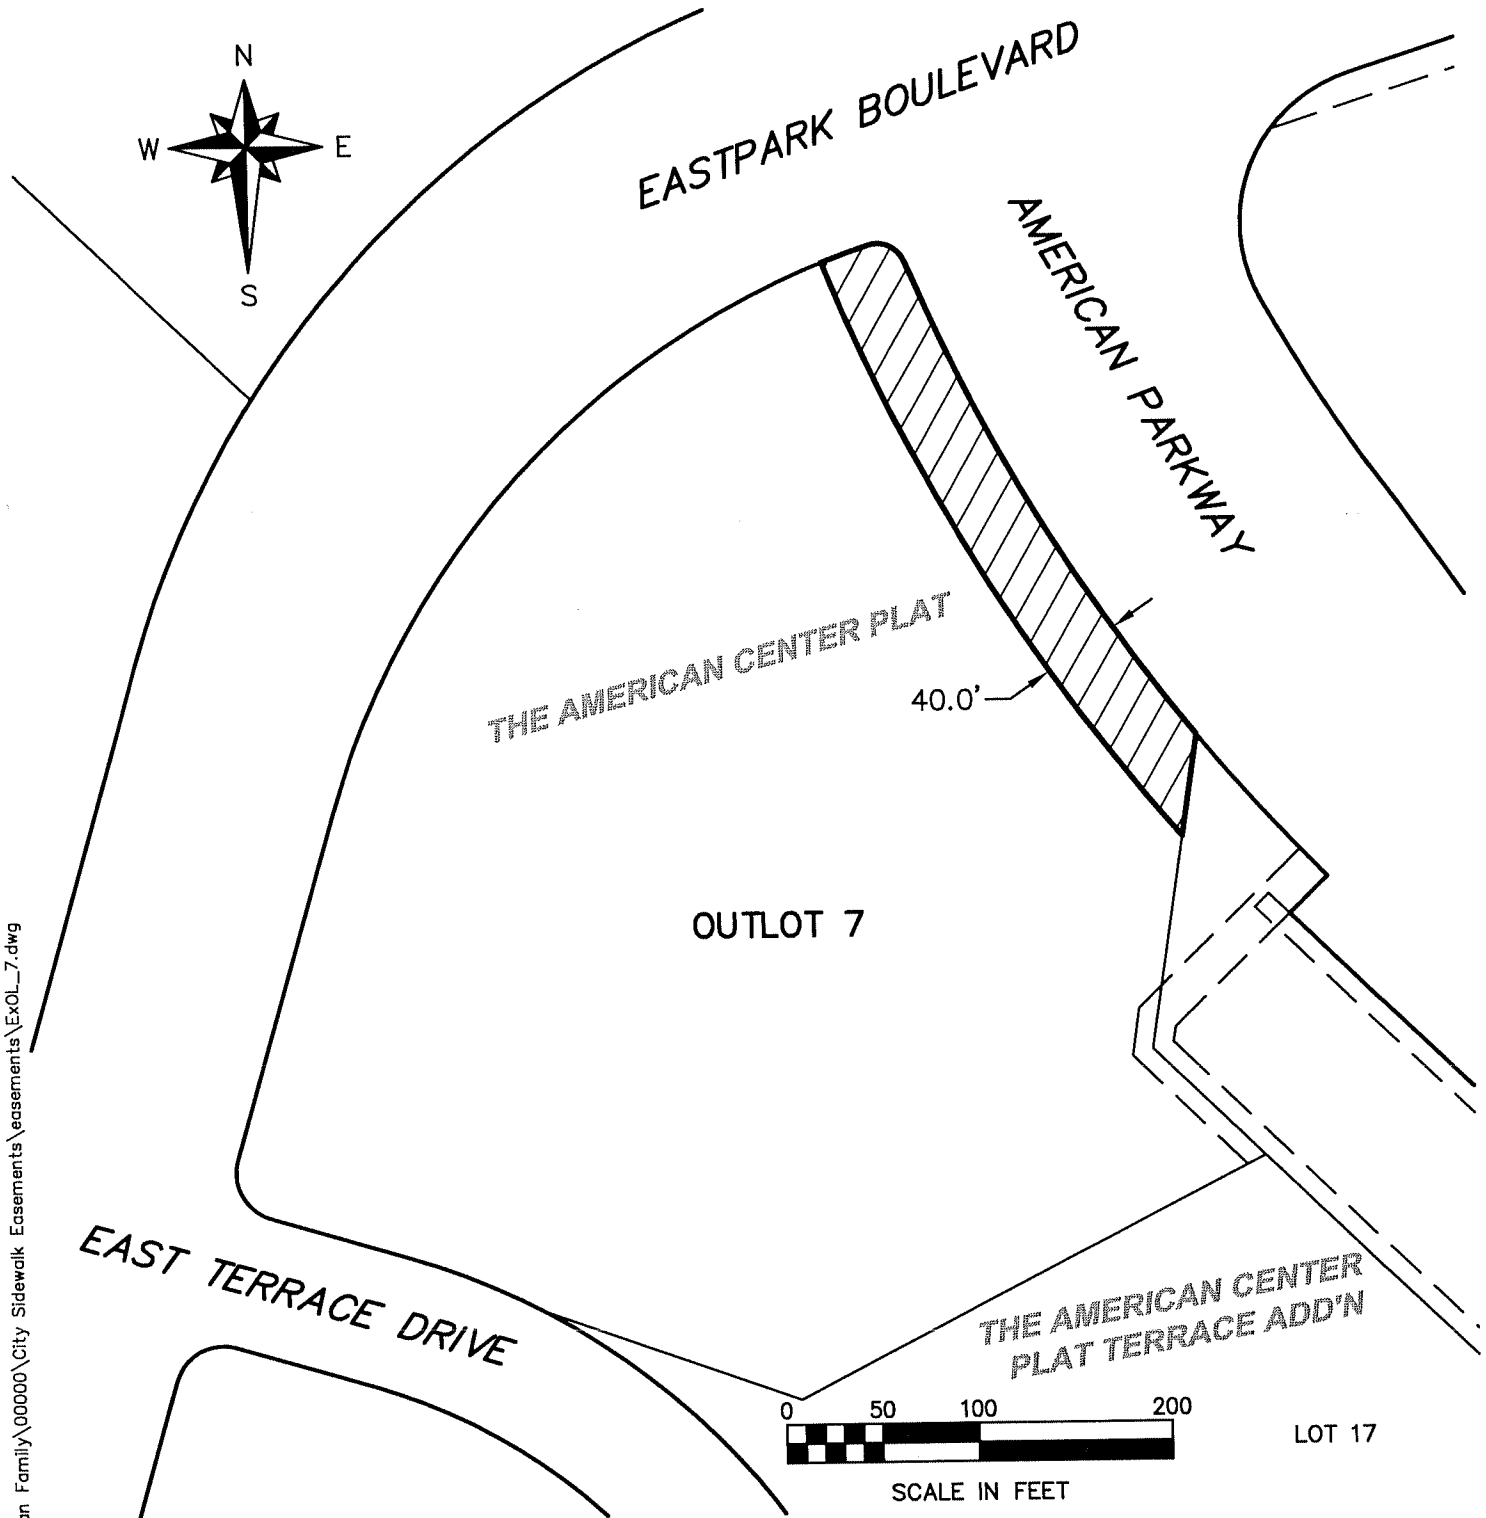 N
W E
S
EASTPARK BOULEVARD
AMERICAN PARKWAY
THE AMERICAN CENTER PLAT
40.0'
OUTLOT 7
EAST TERRACE DRIVE
THE AMERICAN CENTER
PLAT TERRACE ADD'N
0 50 100 200
SCALE IN FEET
LOT 17
Family\00000\City Sidewalk Easements\easements\ExOL_7.dwg